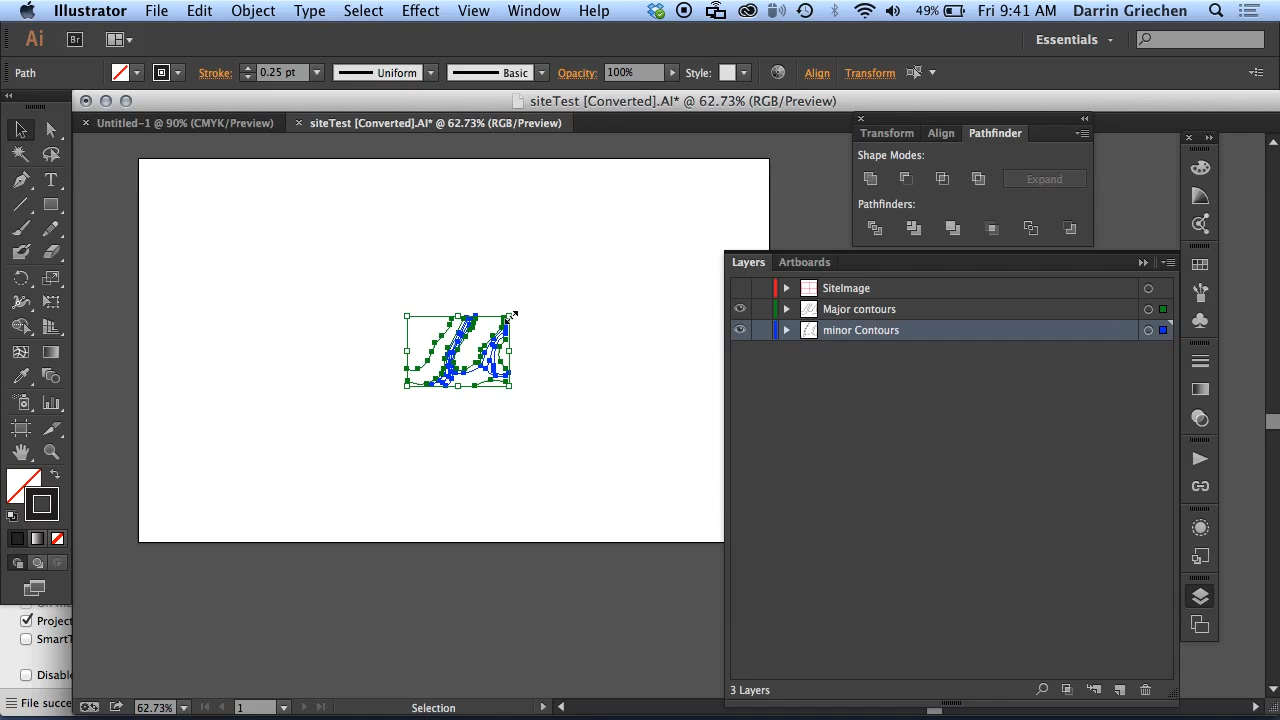 Illustrator File Edit Object Type Select Effect View Window Help 49% Fri 9:41 AM Darrin Griechen
Ai Br Essentials
Path Stroke: 0.25 pt Uniform Basic Opacity: 100% Style: Align Transform
siteTest [Converted].AI* @ 62.73% (RGB/Preview)
Untitled-1 @ 90% (CMYK/Preview) siteTest [Converted].AI* @ 62.73% (RGB/Preview)
Transform Align Pathfinder
Shape Modes:
Expand
Pathfinders:
Layers Artboards
SiteImage
Major contours
minor Contours
Project
SmartT
Disable
3 Layers
File succe 62.73% 1 Selection